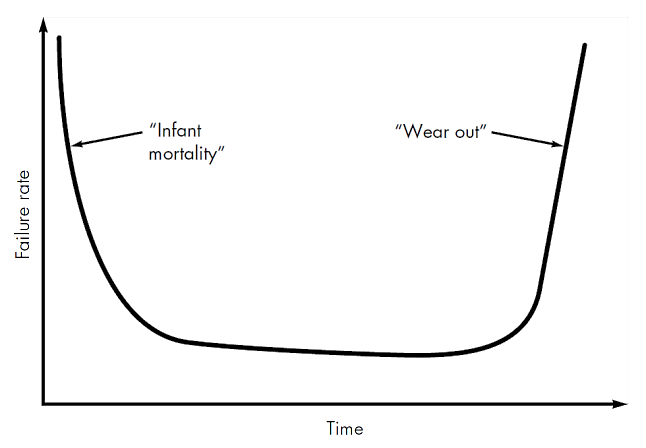 “Infant
mortality”
“Wear out”
Failure rate
Time